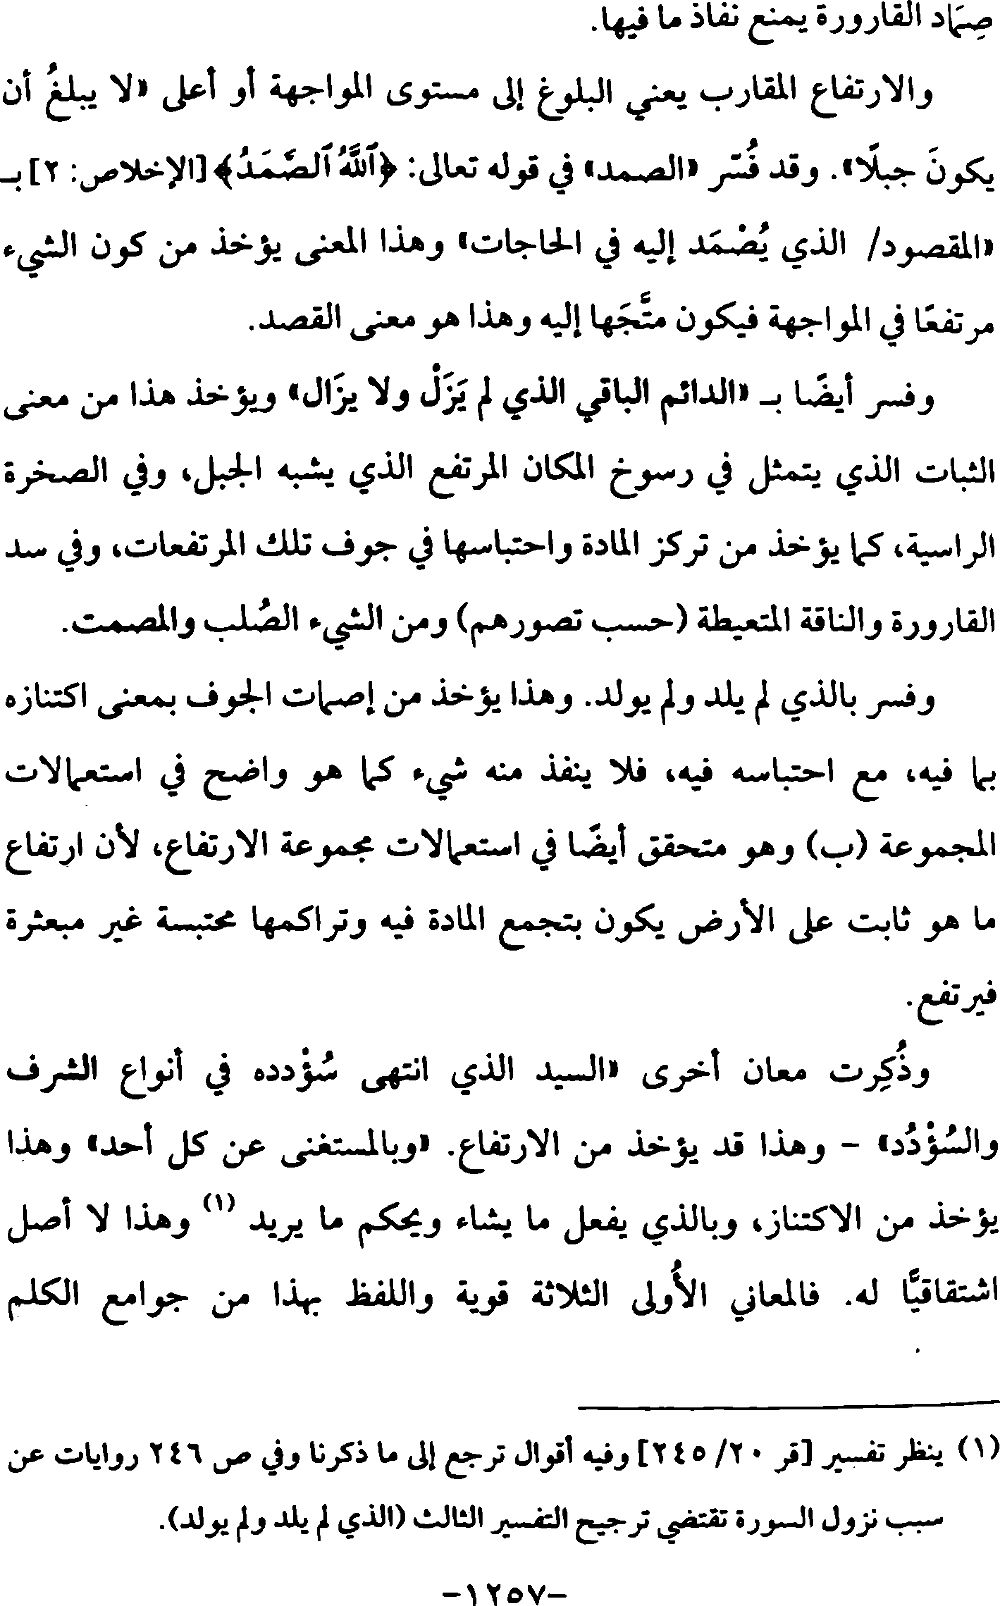 صِمَاد القارورة يمنع نفاذ ما فيها.
والارتفاع المقارب يعني البلوغ إلى مستوى المواجهة أو أعلى «لا يبلغُ أن
يكونَ جبلًا». وقد فُسّر «الصمد» في قوله تعالى: ﴿ٱللَّهُ ٱلصَّمَدُ﴾ [الإخلاص: ٢] بـ
«المقصود/ الذي يُصْمَد إليه في الحاجات» وهذا المعنى يؤخذ من كون الشيء
مرتفعًا في المواجهة فيكون متَّجَها إليه وهذا هو معنى القصد.
وفسر أيضًا بـ «الدائم الباقي الذي لم يَزَلْ ولا يزَال» ويؤخذ هذا من معنى
الثبات الذي يتمثل في رسوخ المكان المرتفع الذي يشبه الجبل، وفي الصخرة
الراسية، كما يؤخذ من تركز المادة واحتباسها في جوف تلك المرتفعات، وفي سد
القارورة والناقة المتعيطة (حسب تصورهم) ومن الشيء الصُلب والمصمت.
وفسر بالذي لم يلد ولم يولد. وهذا يؤخذ من إصمات الجوف بمعنى اكتنازه
بما فيه، مع احتباسه فيه، فلا ينفذ منه شيء كما هو واضح في استعمالات
المجموعة (ب) وهو متحقق أيضًا في استعمالات مجموعة الارتفاع، لأن ارتفاع
ما هو ثابت على الأرض يكون بتجمع المادة فيه وتراكمها محتبسة غير مبعثرة
فيرتفع.
وذُكِرت معان أخرى «السيد الذي انتهى سُؤْدده في أنواع الشرف
والسُؤْدُد» - وهذا قد يؤخذ من الارتفاع. «وبالمستغنى عن كل أحد» وهذا
يؤخذ من الاكتناز، وبالذي يفعل ما يشاء ويحكم ما يريد (١) وهذا لا أصل
اشتقاقيًّا له. فالمعاني الأُولى الثلاثة قوية واللفظ بهذا من جوامع الكلم
(١) ينظر تفسير [قر ٢٠/ ٢٤٥] وفيه أقوال ترجع إلى ما ذكرنا وفي ص ٢٤٦ روايات عن
سبب نزول السورة تقتضي ترجيح التفسير الثالث (الذي لم يلد ولم يولد).
-١٢٥٧-